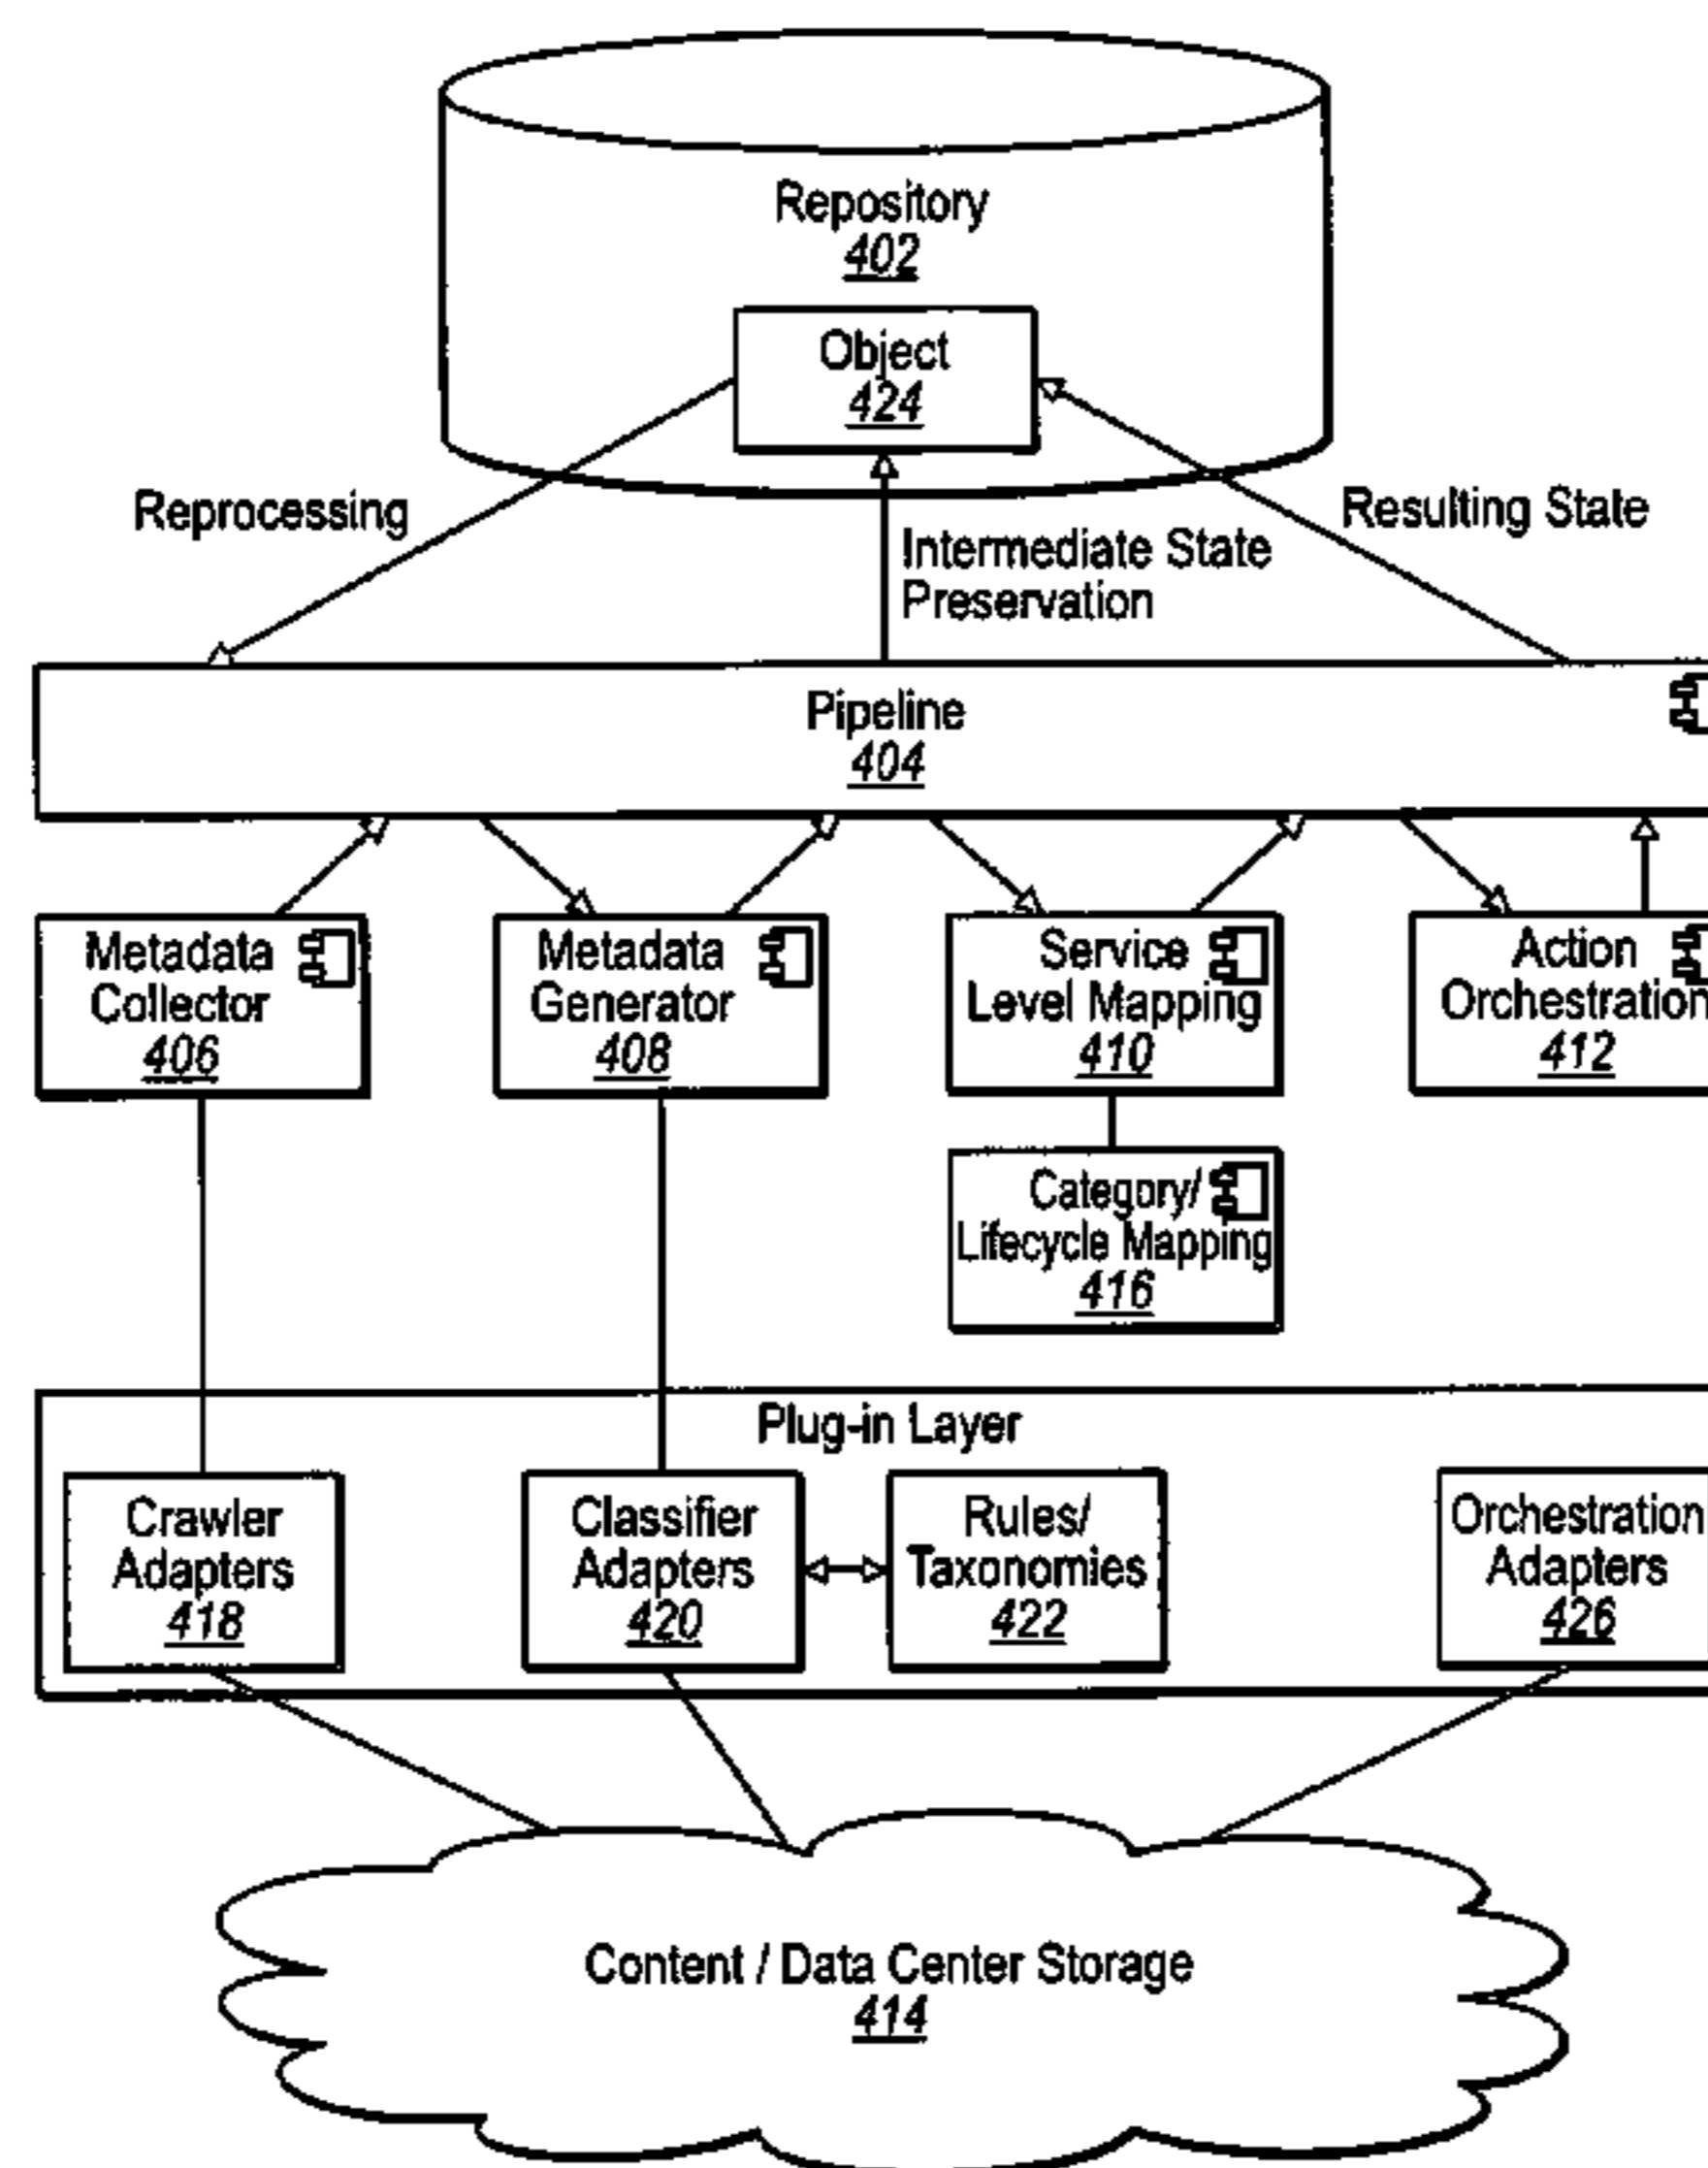 Repository
402
Object
424
Reprocessing
Resulting State
Intermediate State
Preservation
Pipeline
404
Metadata
Collector
406
Metadata
Generator
408
Service
Level Mapping
410
Action
Orchestration
412
Category/
Lifecycle Mapping
416
Plug-in Layer
Crawler
Adapters
418
Classifier
Adapters
420
Rules/
Taxonomies
422
Orchestration
Adapters
426
Content / Data Center Storage
414